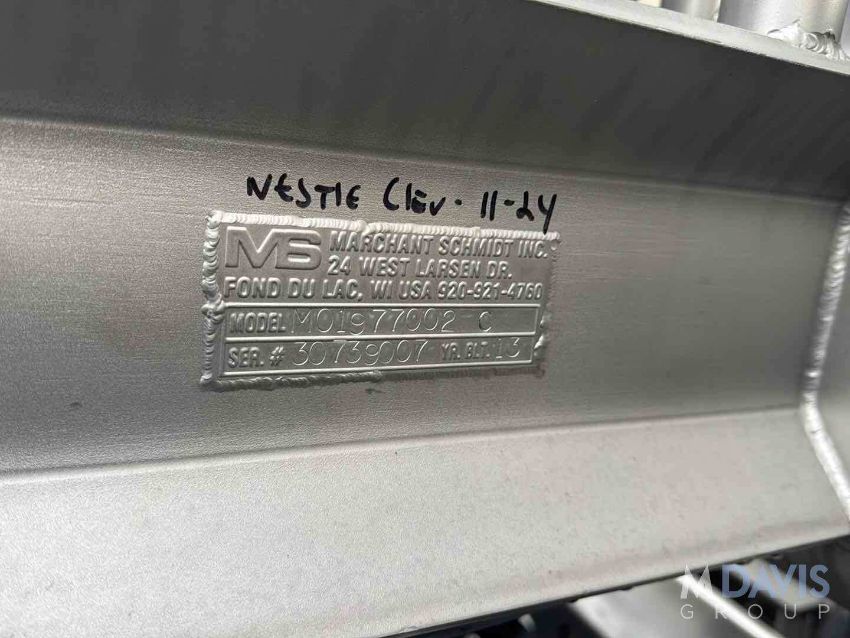 NESTIE Clev. 11-24
MS MARCHANT SCHMIDT INC.
24 WEST LARSEN DR.
FOND DU LAC, WI USA 920-921-4760
MODEL M01977002-C
SER. # 30739007 YR. BLT. 13
M DAVIS
GROUP